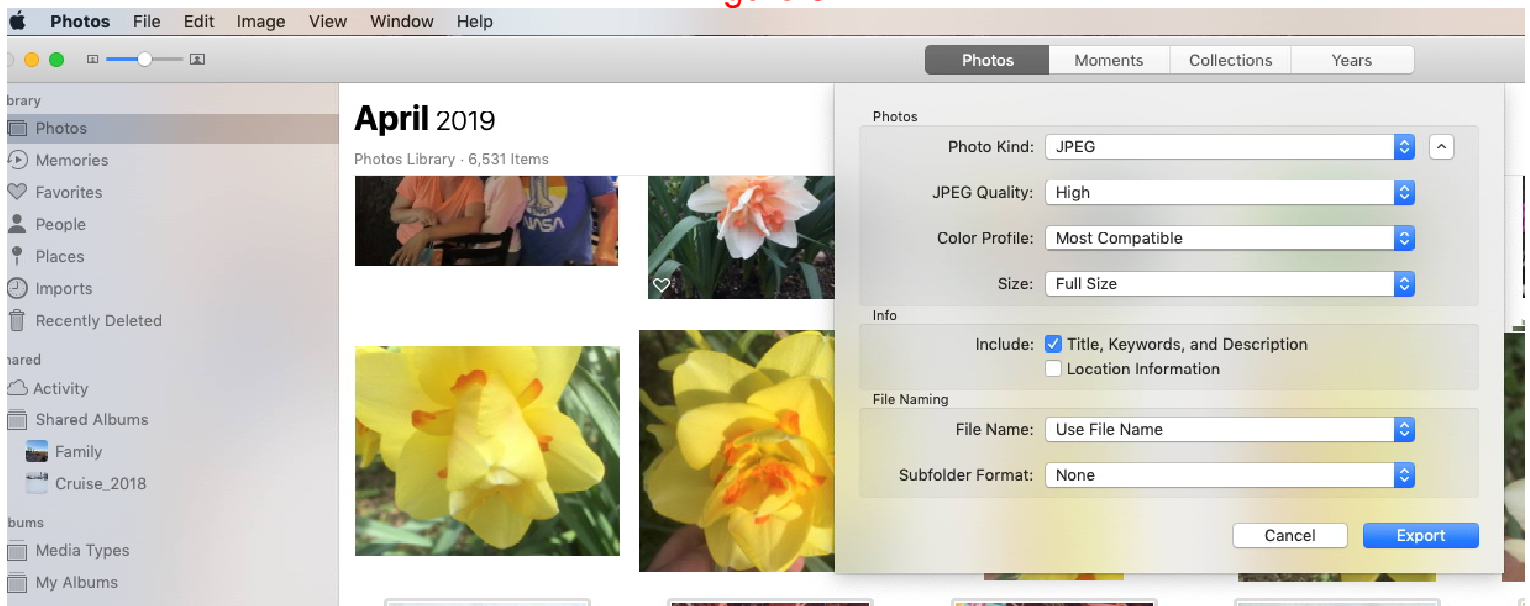 Photos File Edit Image View Window Help
Photos Moments Collections Years
Photos
Memories
Favorites
People
Places
Imports
Recently Deleted
Activity
Shared Albums
Family
Cruise_2018
Media Types
My Albums
April 2019
Photos Library · 6,531 Items
NASA
Photos
Photo Kind: JPEG
JPEG Quality: High
Color Profile: Most Compatible
Size: Full Size
Info
Include: Title, Keywords, and Description
Location Information
File Naming
File Name: Use File Name
Subfolder Format: None
Cancel Export